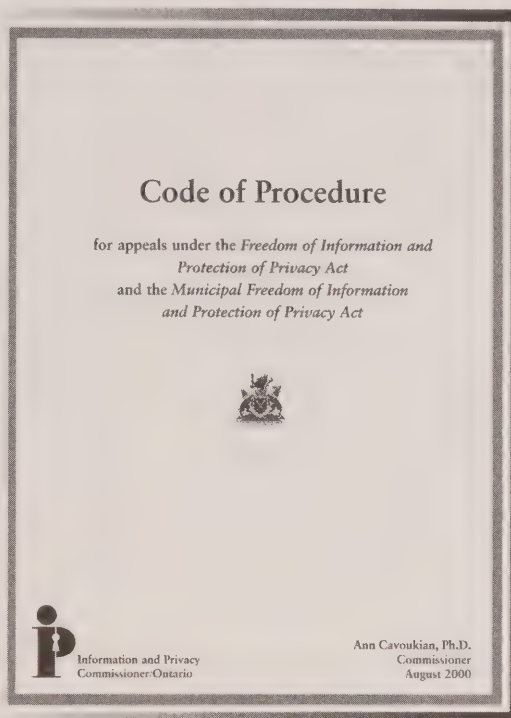 Code of Procedure
for appeals under the Freedom of Information and
Protection of Privacy Act
and the Municipal Freedom of Information
and Protection of Privacy Act
ip
Information and Privacy
Commissioner/Ontario
Ann Cavoukian, Ph.D.
Commissioner
August 2000